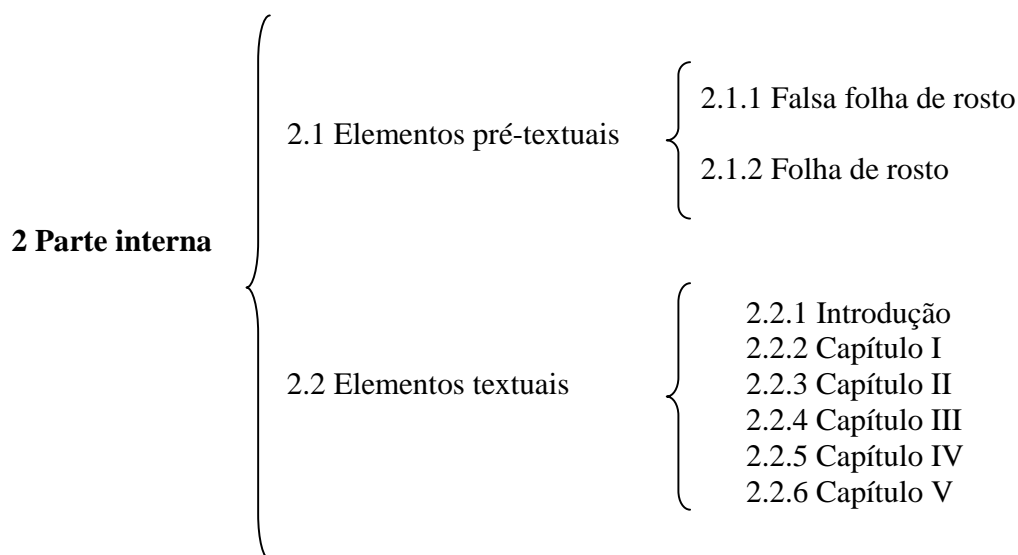 2 Parte interna
2.1 Elementos pré-textuais
2.1.1 Falsa folha de rosto
2.1.2 Folha de rosto
2.2 Elementos textuais
2.2.1 Introdução
2.2.2 Capítulo I
2.2.3 Capítulo II
2.2.4 Capítulo III
2.2.5 Capítulo IV
2.2.6 Capítulo V